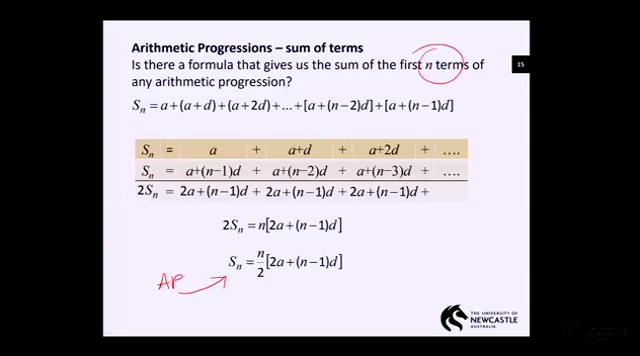 Arithmetic Progressions – sum of terms
Is there a formula that gives us the sum of the first n terms of
any arithmetic progression?
15
Sₙ = a + (a + d) + (a + 2d) + ... + [a + (n − 2)d] + [a + (n − 1)d]
Sₙ = a + a+d + a+2d + ....
Sₙ = a+(n−1)d + a+(n−2)d + a+(n−3)d + ....
2Sₙ = 2a+(n−1)d + 2a+(n−1)d + 2a+(n−1)d +
2Sₙ = n[2a + (n − 1)d]
Sₙ = n/2 [2a + (n − 1)d]
AP
THE UNIVERSITY OF
NEWCASTLE
AUSTRALIA